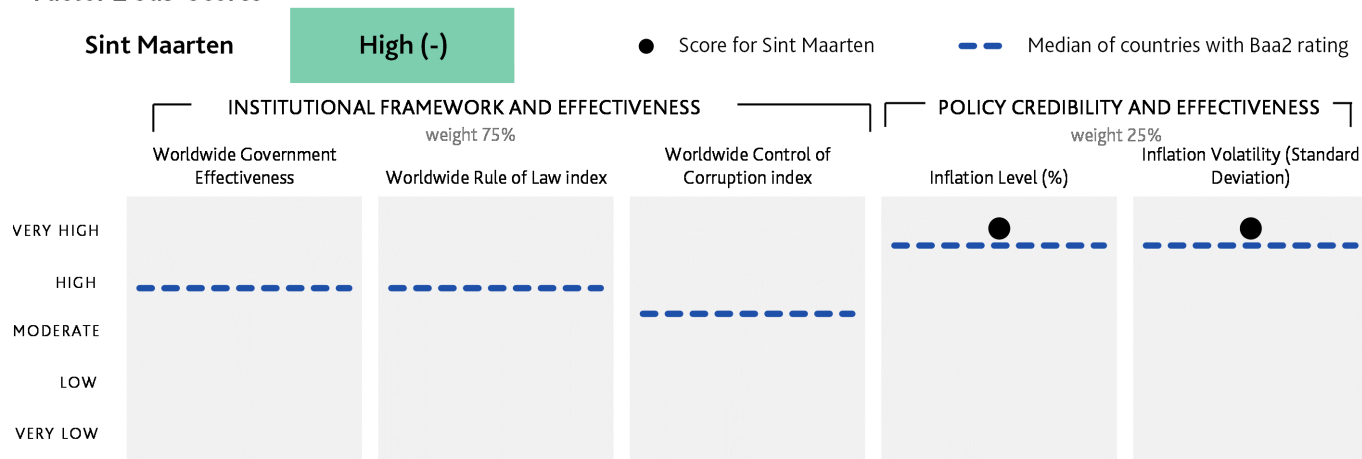 Sint Maarten
High (-)
Score for Sint Maarten
Median of countries with Baa2 rating
INSTITUTIONAL FRAMEWORK AND EFFECTIVENESS
weight 75%
POLICY CREDIBILITY AND EFFECTIVENESS
weight 25%
Worldwide Government
Effectiveness
Worldwide Rule of Law index
Worldwide Control of
Corruption index
Inflation Level (%)
Inflation Volatility (Standard
Deviation)
VERY HIGH
HIGH
MODERATE
LOW
VERY LOW